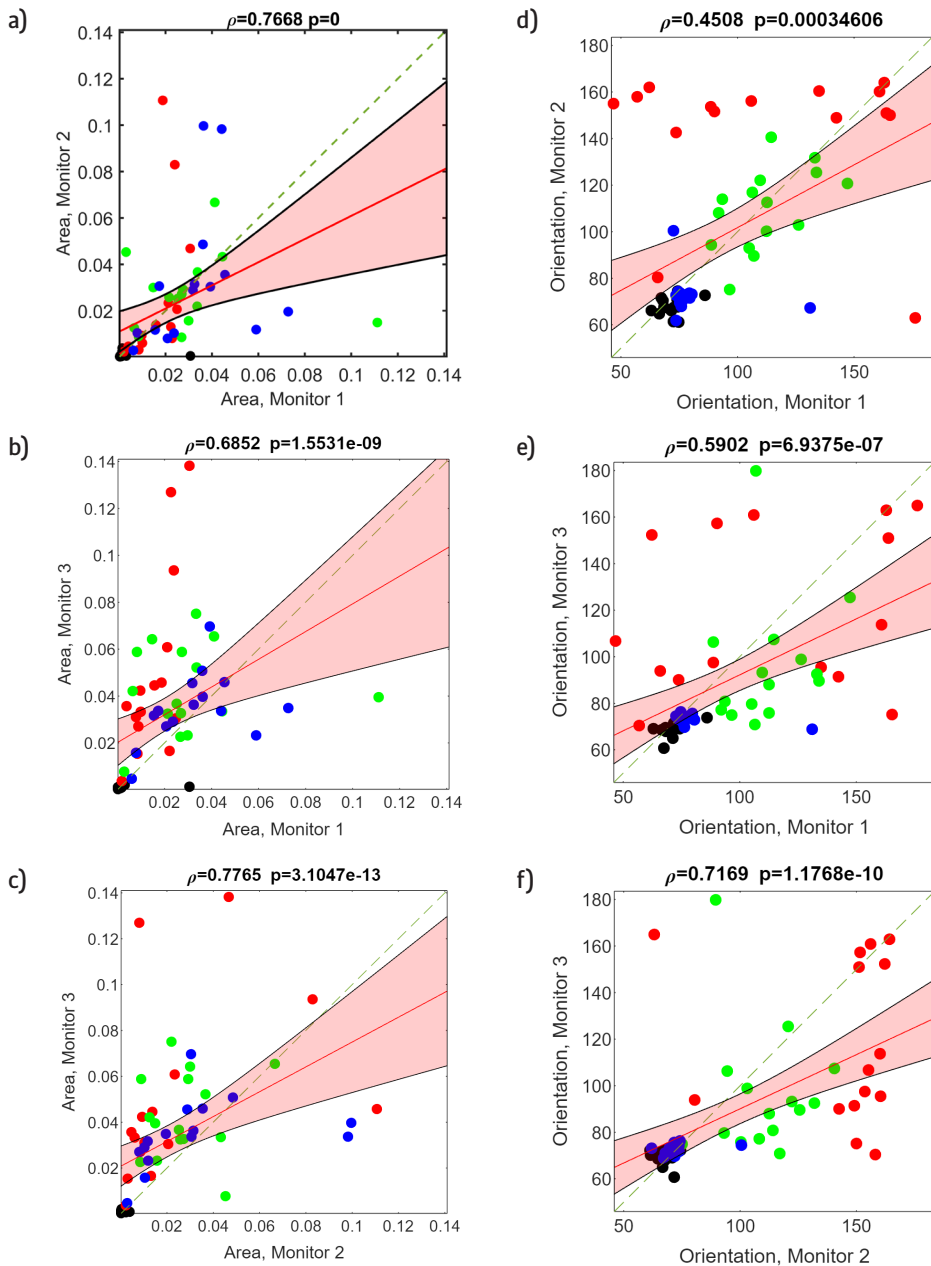 a)
ρ=0.7668 p=0
0.14
0.12
0.1
0.08
0.06
0.04
0.02
Area, Monitor 2
0.02 0.04 0.06 0.08 0.1 0.12 0.14
Area, Monitor 1
d)
ρ=0.4508 p=0.00034606
180
160
140
120
100
80
60
Orientation, Monitor 2
50 100 150
Orientation, Monitor 1
b)
ρ=0.6852 p=1.5531e-09
0.14
0.12
0.1
0.08
0.06
0.04
0.02
Area, Monitor 3
0.02 0.04 0.06 0.08 0.1 0.12 0.14
Area, Monitor 1
e)
ρ=0.5902 p=6.9375e-07
180
160
140
120
100
80
60
Orientation, Monitor 3
50 100 150
Orientation, Monitor 1
c)
ρ=0.7765 p=3.1047e-13
0.14
0.12
0.1
0.08
0.06
0.04
0.02
Area, Monitor 3
0.02 0.04 0.06 0.08 0.1 0.12 0.14
Area, Monitor 2
f)
ρ=0.7169 p=1.1768e-10
180
160
140
120
100
80
60
Orientation, Monitor 3
50 100 150
Orientation, Monitor 2